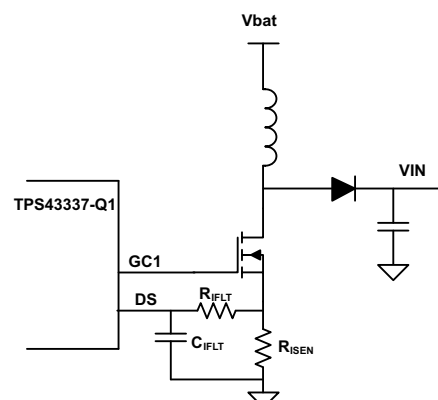 Vbat
VIN
TPS43337-Q1
GC1
DS
RIFLT
CIFLT
RISEN